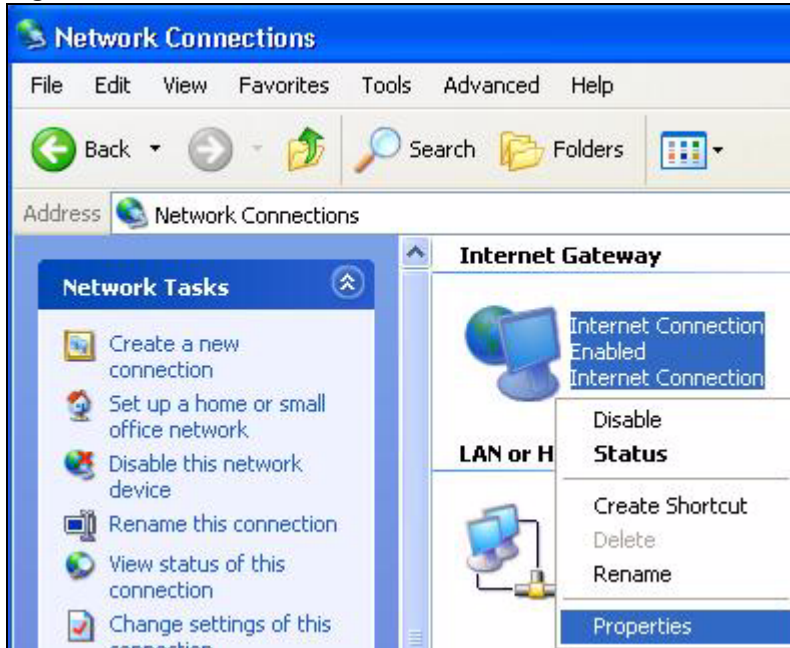 Network Connections
File Edit View Favorites Tools Advanced Help
Back Search Folders
Address Network Connections
Network Tasks
Create a new
connection
Set up a home or small
office network
Disable this network
device
Rename this connection
View status of this
connection
Change settings of this
connection
Internet Gateway
Internet Connection
Enabled
Internet Connection
LAN or H
Disable
Status
Create Shortcut
Delete
Rename
Properties